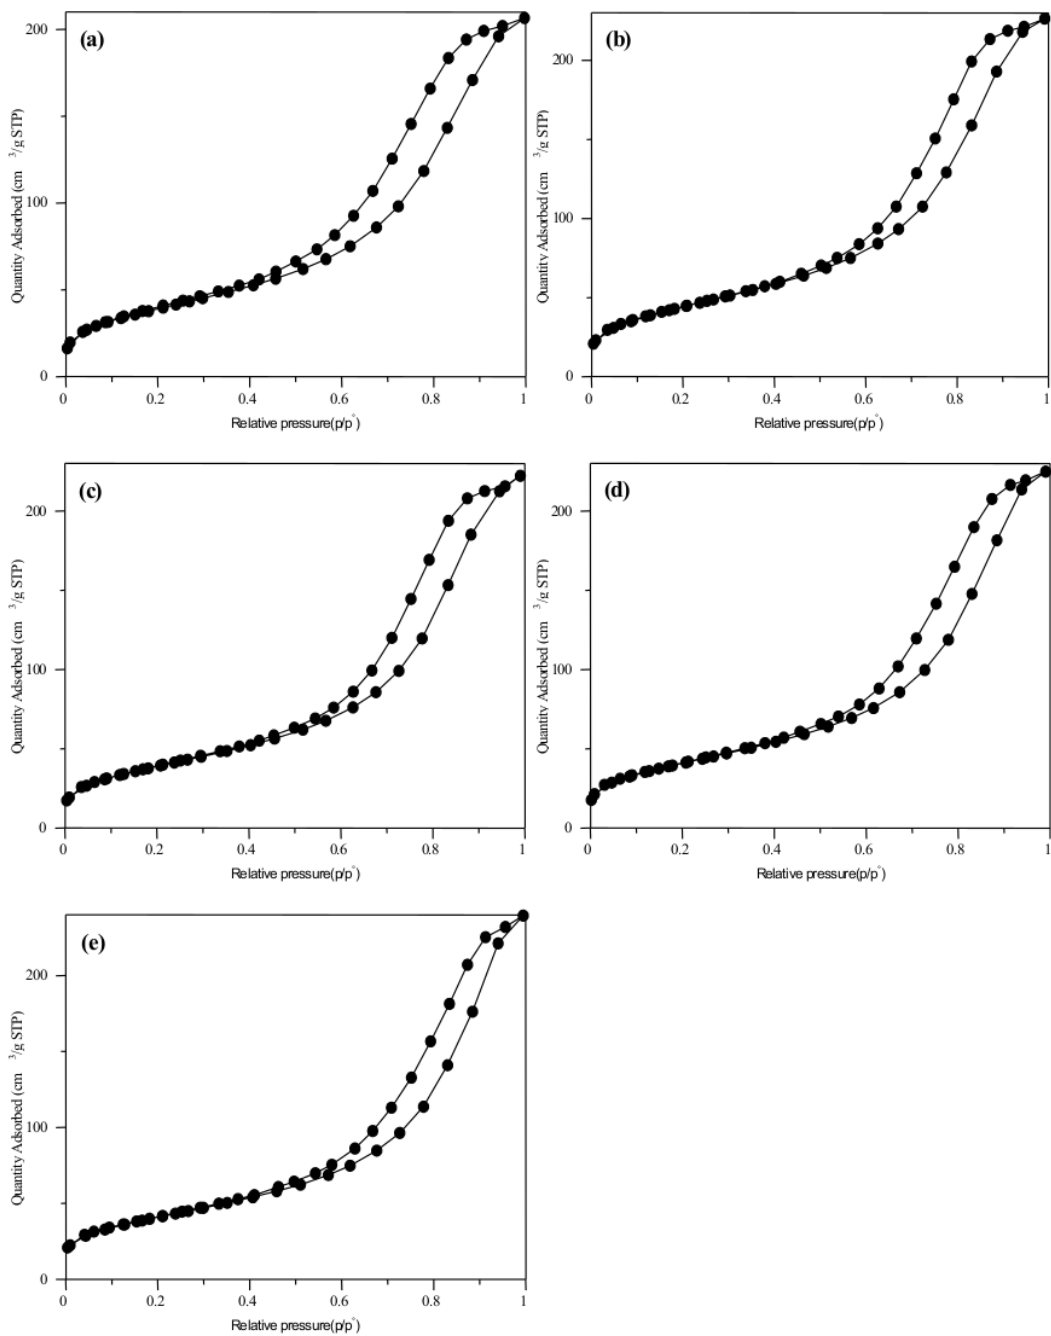 (a)
200
100
0
Quantity Adsorbed (cm 3/g STP)
0 0.2 0.4 0.6 0.8 1
Relative pressure(p/p°)
(b)
200
100
0
Quantity Adsorbed (cm 3/g STP)
0 0.2 0.4 0.6 0.8 1
Relative pressure(p/p°)
(c)
200
100
0
Quantity Adsorbed (cm 3/g STP)
0 0.2 0.4 0.6 0.8 1
Relative pressure(p/p°)
(d)
200
100
0
Quantity Adsorbed (cm 3/g STP)
0 0.2 0.4 0.6 0.8 1
Relative pressure(p/p°)
(e)
200
100
0
Quantity Adsorbed (cm 3/g STP)
0 0.2 0.4 0.6 0.8 1
Relative pressure(p/p°)